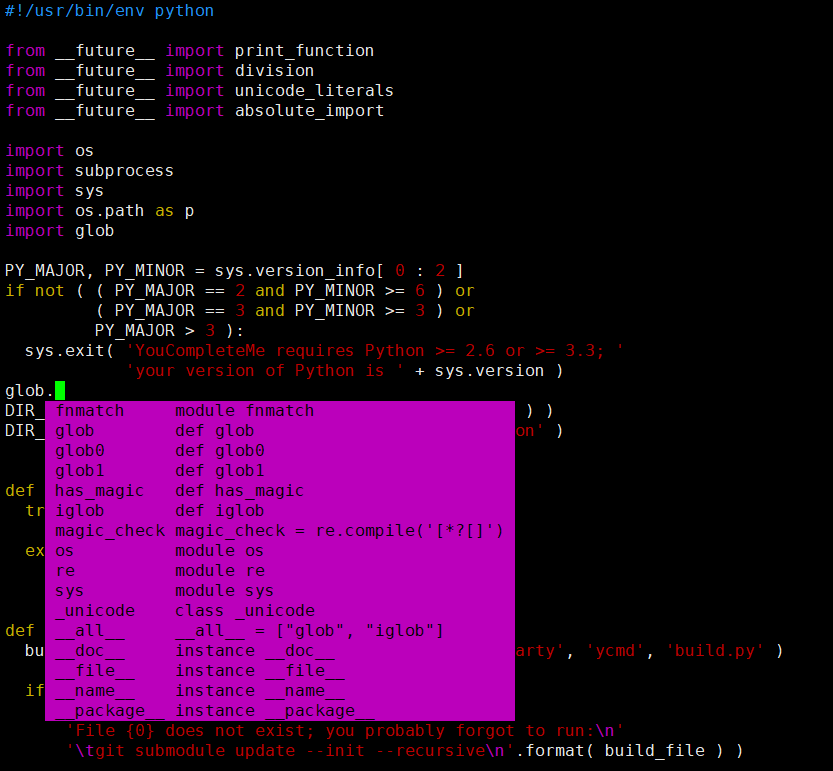 #!/usr/bin/env python

from __future__ import print_function
from __future__ import division
from __future__ import unicode_literals
from __future__ import absolute_import

import os
import subprocess
import sys
import os.path as p
import glob

PY_MAJOR, PY_MINOR = sys.version_info[ 0 : 2 ]
if not ( ( PY_MAJOR == 2 and PY_MINOR >= 6 ) or
         ( PY_MAJOR == 3 and PY_MINOR >= 3 ) or
         PY_MAJOR > 3 ):
  sys.exit( 'YouCompleteMe requires Python >= 2.6 or >= 3.3; '
            'your version of Python is ' + sys.version )
glob.
DIR_ fnmatch     module fnmatch                     ) )
DIR_ glob        def glob                          on' )
     glob0       def glob0
     glob1       def glob1
def  has_magic   def has_magic
  tr iglob       def iglob
     magic_check magic_check = re.compile('[*?[]')
  ex os          module os
     re          module re
     sys         module sys
     _unicode    class _unicode
def  __all__     __all__ = ["glob", "iglob"]
  bu __doc__     instance __doc__                  arty', 'ycmd', 'build.py' )
     __file__    instance __file__
  if __name__    instance __name__
     __package__ instance __package__
      'File {0} does not exist; you probably forgot to run:\n'
      '\tgit submodule update --init --recursive\n'.format( build_file ) )